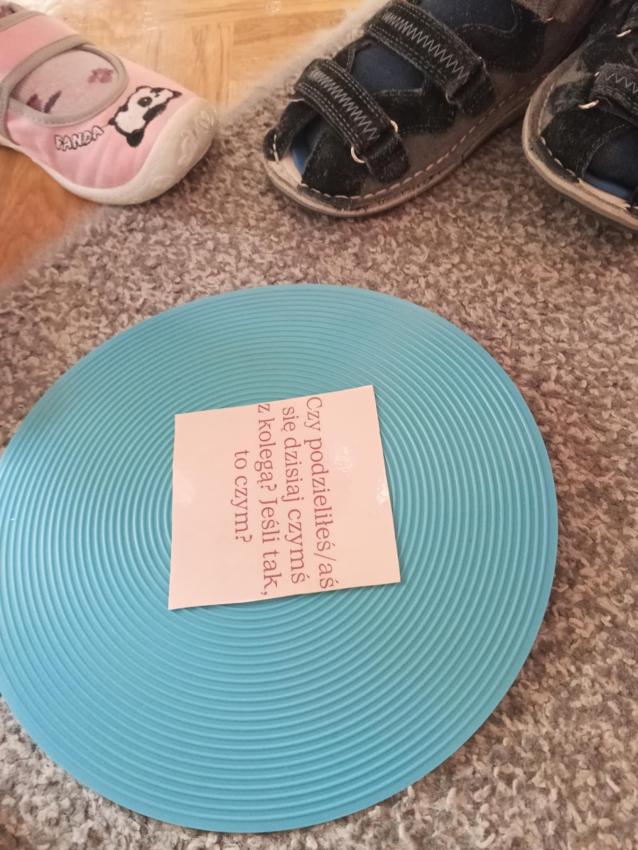 PANDA
Czy podzieliłeś/aś
się dzisiaj czymś
z kolegą? Jeśli tak,
to czym?